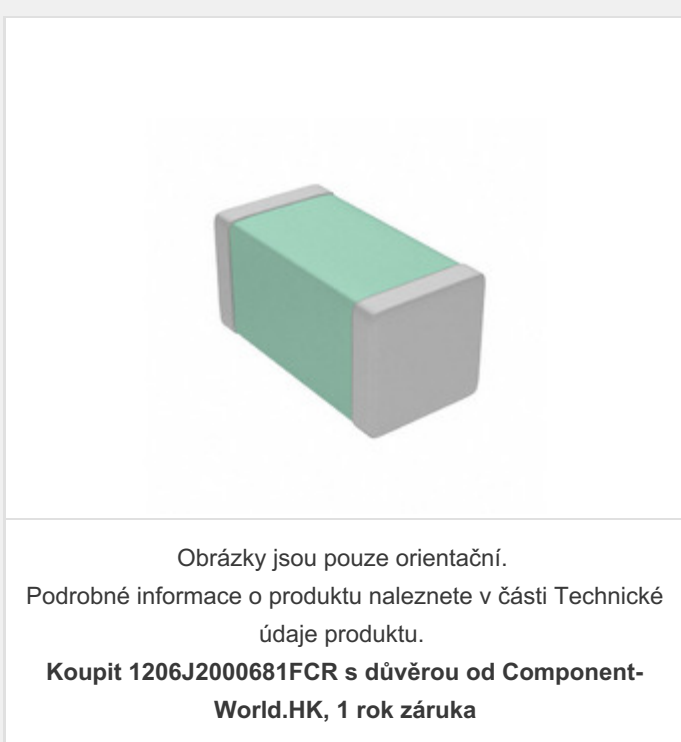 Obrázky jsou pouze orientační.
Podrobné informace o produktu naleznete v části Technické
údaje produktu.
Koupit 1206J2000681FCR s důvěrou od Component-
World.HK, 1 rok záruka